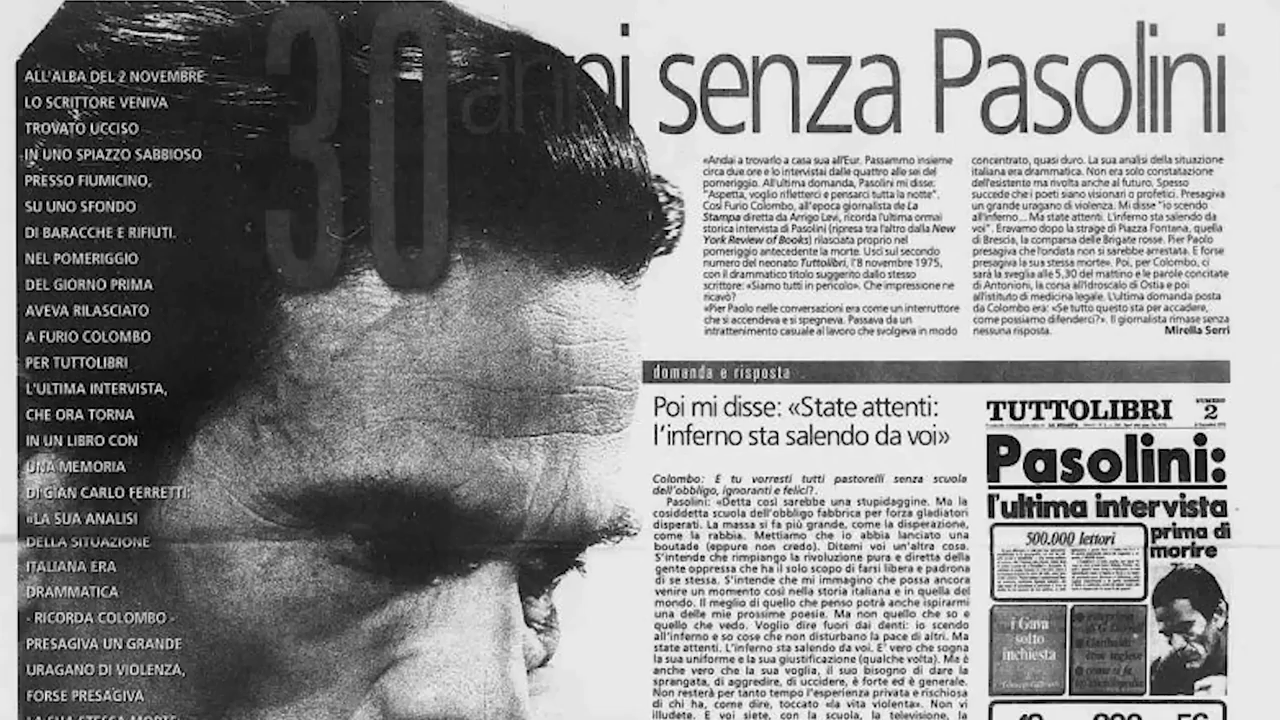 30 anni senza Pasolini
ALL'ALBA DEL 2 NOVEMBRE
LO SCRITTORE VENIVA
TROVATO UCCISO
IN UNO SPIAZZO SABBIOSO
PRESSO FIUMICINO,
SU UNO SFONDO
DI BARACCHE E RIFIUTI.
NEL POMERIGGIO
DEL GIORNO PRIMA
AVEVA RILASCIATO
A FURIO COLOMBO
PER TUTTOLIBRI
L'ULTIMA INTERVISTA,
CHE ORA TORNA
IN UN LIBRO CON
UNA MEMORIA
DI GIAN CARLO FERRETTI:
«LA SUA ANALISI
DELLA SITUAZIONE
ITALIANA ERA
DRAMMATICA
- RICORDA COLOMBO -
PRESAGIVA UN GRANDE
URAGANO DI VIOLENZA,
FORSE PRESAGIVA
LA SUA STESSA MORTE
«Andai a trovarlo a casa sua all'Eur. Passammo insieme
circa due ore e lo intervistai dalle quattro alle sei del
pomeriggio. All'ultima domanda, Pasolini mi disse:
"Aspetta, voglio rifletterci e pensarci tutta la notte".
Così Furio Colombo, all'epoca giornalista de La
Stampa diretta da Arrigo Levi, ricorda l'ultima ormai
storica intervista di Pasolini (ripresa tra l'altro dalla New
York Review of Books) rilasciata proprio nel
pomeriggio antecedente la morte. Uscì sul secondo
numero del neonato Tuttolibri, l'8 novembre 1975,
con il drammatico titolo suggerito dallo stesso
scrittore: «Siamo tutti in pericolo». Che impressione ne
ricavò?
«Pier Paolo nelle conversazioni era come un interruttore
che si accendeva e si spegneva. Passava da un
intrattenimento casuale al lavoro che svolgeva in modo
concentrato, quasi duro. La sua analisi della situazione
italiana era drammatica. Non era solo constatazione
dell'esistente ma rivolta anche al futuro. Spesso
succede che i poeti siano visionari o profetici. Presagiva
un grande uragano di violenza. Mi disse "io scendo
all'inferno... Ma state attenti. L'inferno sta salendo da
voi". Eravamo dopo la strage di Piazza Fontana, quella
di Brescia, la comparsa delle Brigate rosse. Pier Paolo
presagiva che l'ondata non si sarebbe arrestata. E forse
presagiva la sua stessa morte». Poi, per Colombo, ci
sarà la sveglia alle 5,30 del mattino e le parole concitate
di Antonioni, la corsa all'Idroscalo di Ostia e poi
all'istituto di medicina legale. L'ultima domanda posta
da Colombo era: «Se tutto questo sta per accadere,
come possiamo difenderci?». Il giornalista rimase senza
nessuna risposta. Mirella Serri
domanda e risposta
Poi mi disse: «State attenti:
l'inferno sta salendo da voi»
Colombo: E tu vorresti tutti pastorelli senza scuola
dell'obbligo, ignoranti e felici?.
Pasolini: «Detta così sarebbe una stupidaggine. Ma la
cosiddetta scuola dell'obbligo fabbrica per forza gladiatori
disperati. La massa si fa più grande, come la disperazione,
come la rabbia. Mettiamo che io abbia lanciato una
boutade (eppure non credo). Ditemi voi un'altra cosa.
S'intende che rimpiango la rivoluzione pura e diretta della
gente oppressa che ha il solo scopo di farsi libera e padrona
di se stessa. S'intende che mi immagino che possa ancora
venire un momento così nella storia italiana e in quella del
mondo. Il meglio di quello che penso potrà anche ispirarmi
una delle mie prossime poesie. Ma non quello che so e
quello che vedo. Voglio dire fuori dai denti: io scendo
all'inferno e so cose che non disturbano la pace di altri. Ma
state attenti. L'inferno sta salendo da voi. E' vero che sogna
la sua uniforme e la sua giustificazione (qualche volta). Ma è
anche vero che la sua voglia, il suo bisogno di dare la
sprangata, di aggredire, di uccidere, è forte ed è generale.
Non resterà per tanto tempo l'esperienza privata e rischiosa
di chi ha, come dire, toccato «la vita violenta». Non vi
illudete. E voi siete, con la scuola, la televisione, la
TUTTOLIBRI
NUMERO
2
Pasolini:
l'ultima intervista
prima di
morire
500.000 lettori
i Gava
sotto
inchiesta